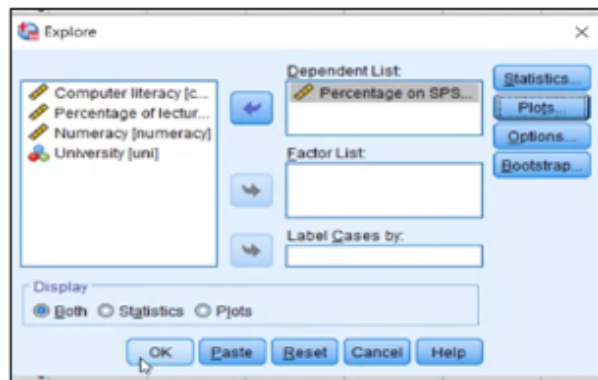 Explore
Dependent List:
Computer literacy [c...
Percentage of lectur...
Numeracy [numeracy]
University [uni]
Percentage on SPS...
Statistics...
Plots...
Options...
Bootstrap...
Factor List:
Label Cases by:
Display
Both Statistics Plots
OK Paste Reset Cancel Help